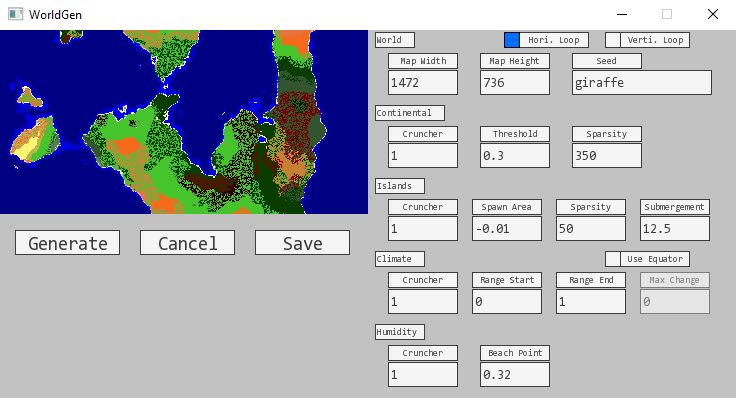 WorldGen
World
Hori. Loop
Verti. Loop
Map Width
Map Height
Seed
1472
736
giraffe
Continental
Cruncher
Threshold
Sparsity
1
0.3
350
Islands
Cruncher
Spawn Area
Sparsity
Submergement
1
-0.01
50
12.5
Climate
Use Equator
Cruncher
Range Start
Range End
Max Change
1
0
1
0
Humidity
Cruncher
Beach Point
1
0.32
Generate
Cancel
Save